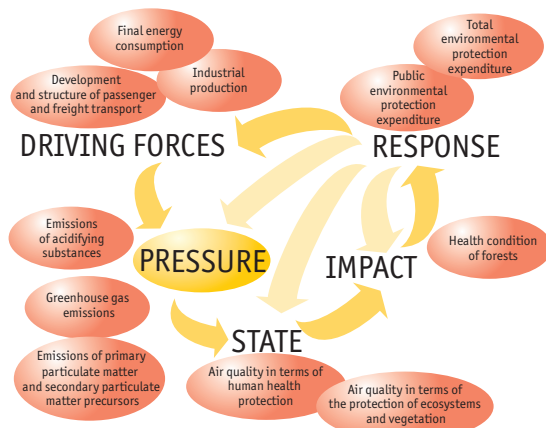 Final energy
consumption
Industrial
production
Development
and structure of passenger
and freight transport
DRIVING FORCES
Total
environmental
protection
expenditure
Public
environmental
protection
expenditure
RESPONSE
Emissions
of acidifying
substances
PRESSURE
Greenhouse gas
emissions
Emissions of primary
particulate matter
and secondary particulate
matter precursors
IMPACT
Health condition
of forests
STATE
Air quality in terms of
human health
protection
Air quality in terms of
the protection of ecosystems
and vegetation